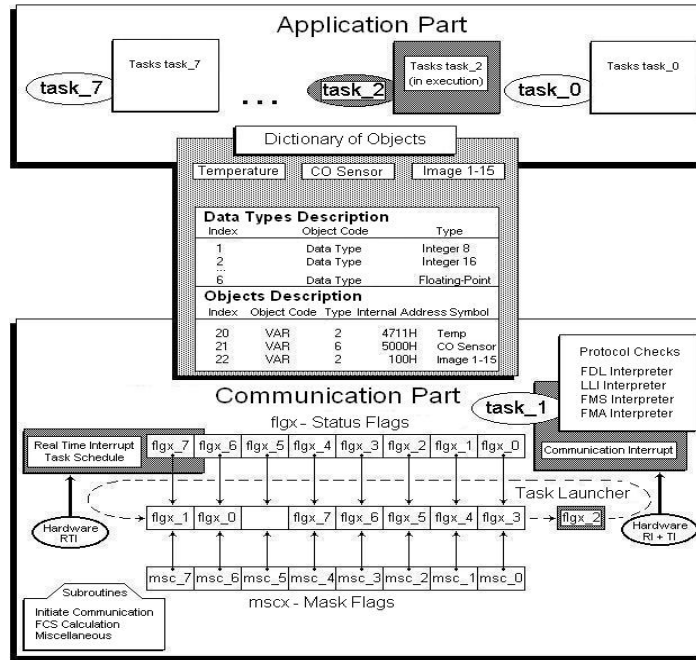 Application Part
Tasks task_7
task_7
...
task_2
Tasks task_2
(in execution)
task_0
Tasks task_0
Dictionary of Objects
Temperature CO Sensor Image 1-15
Data Types Description
Index Object Code Type
1 Data Type Integer 8
2 Data Type Integer 16
...
6 Data Type Floating-Point
Objects Description
Index Object Code Type Internal Address Symbol
20 VAR 2 4711H Temp
21 VAR 6 5000H CO Sensor
22 VAR 2 100H Image 1-15
Communication Part
Protocol Checks
FDL Interpreter
LLI Interpreter
FMS Interpreter
FMA Interpreter
task_1
Communication Interrupt
flgx - Status Flags
Real Time Interrupt
Task Schedule
flgx_7 flgx_6 flgx_5 flgx_4 flgx_3 flgx_2 flgx_1 flgx_0
Task Launcher
Hardware
RTI
flgx_1 flgx_0 flgx_7 flgx_6 flgx_5 flgx_4 flgx_3 flgx_2
Hardware
RI + TI
msc_7 msc_6 msc_5 msc_4 msc_3 msc_2 msc_1 msc_0
mscx - Mask Flags
Subroutines
Initiate Communication
FCS Calculation
Miscellaneous